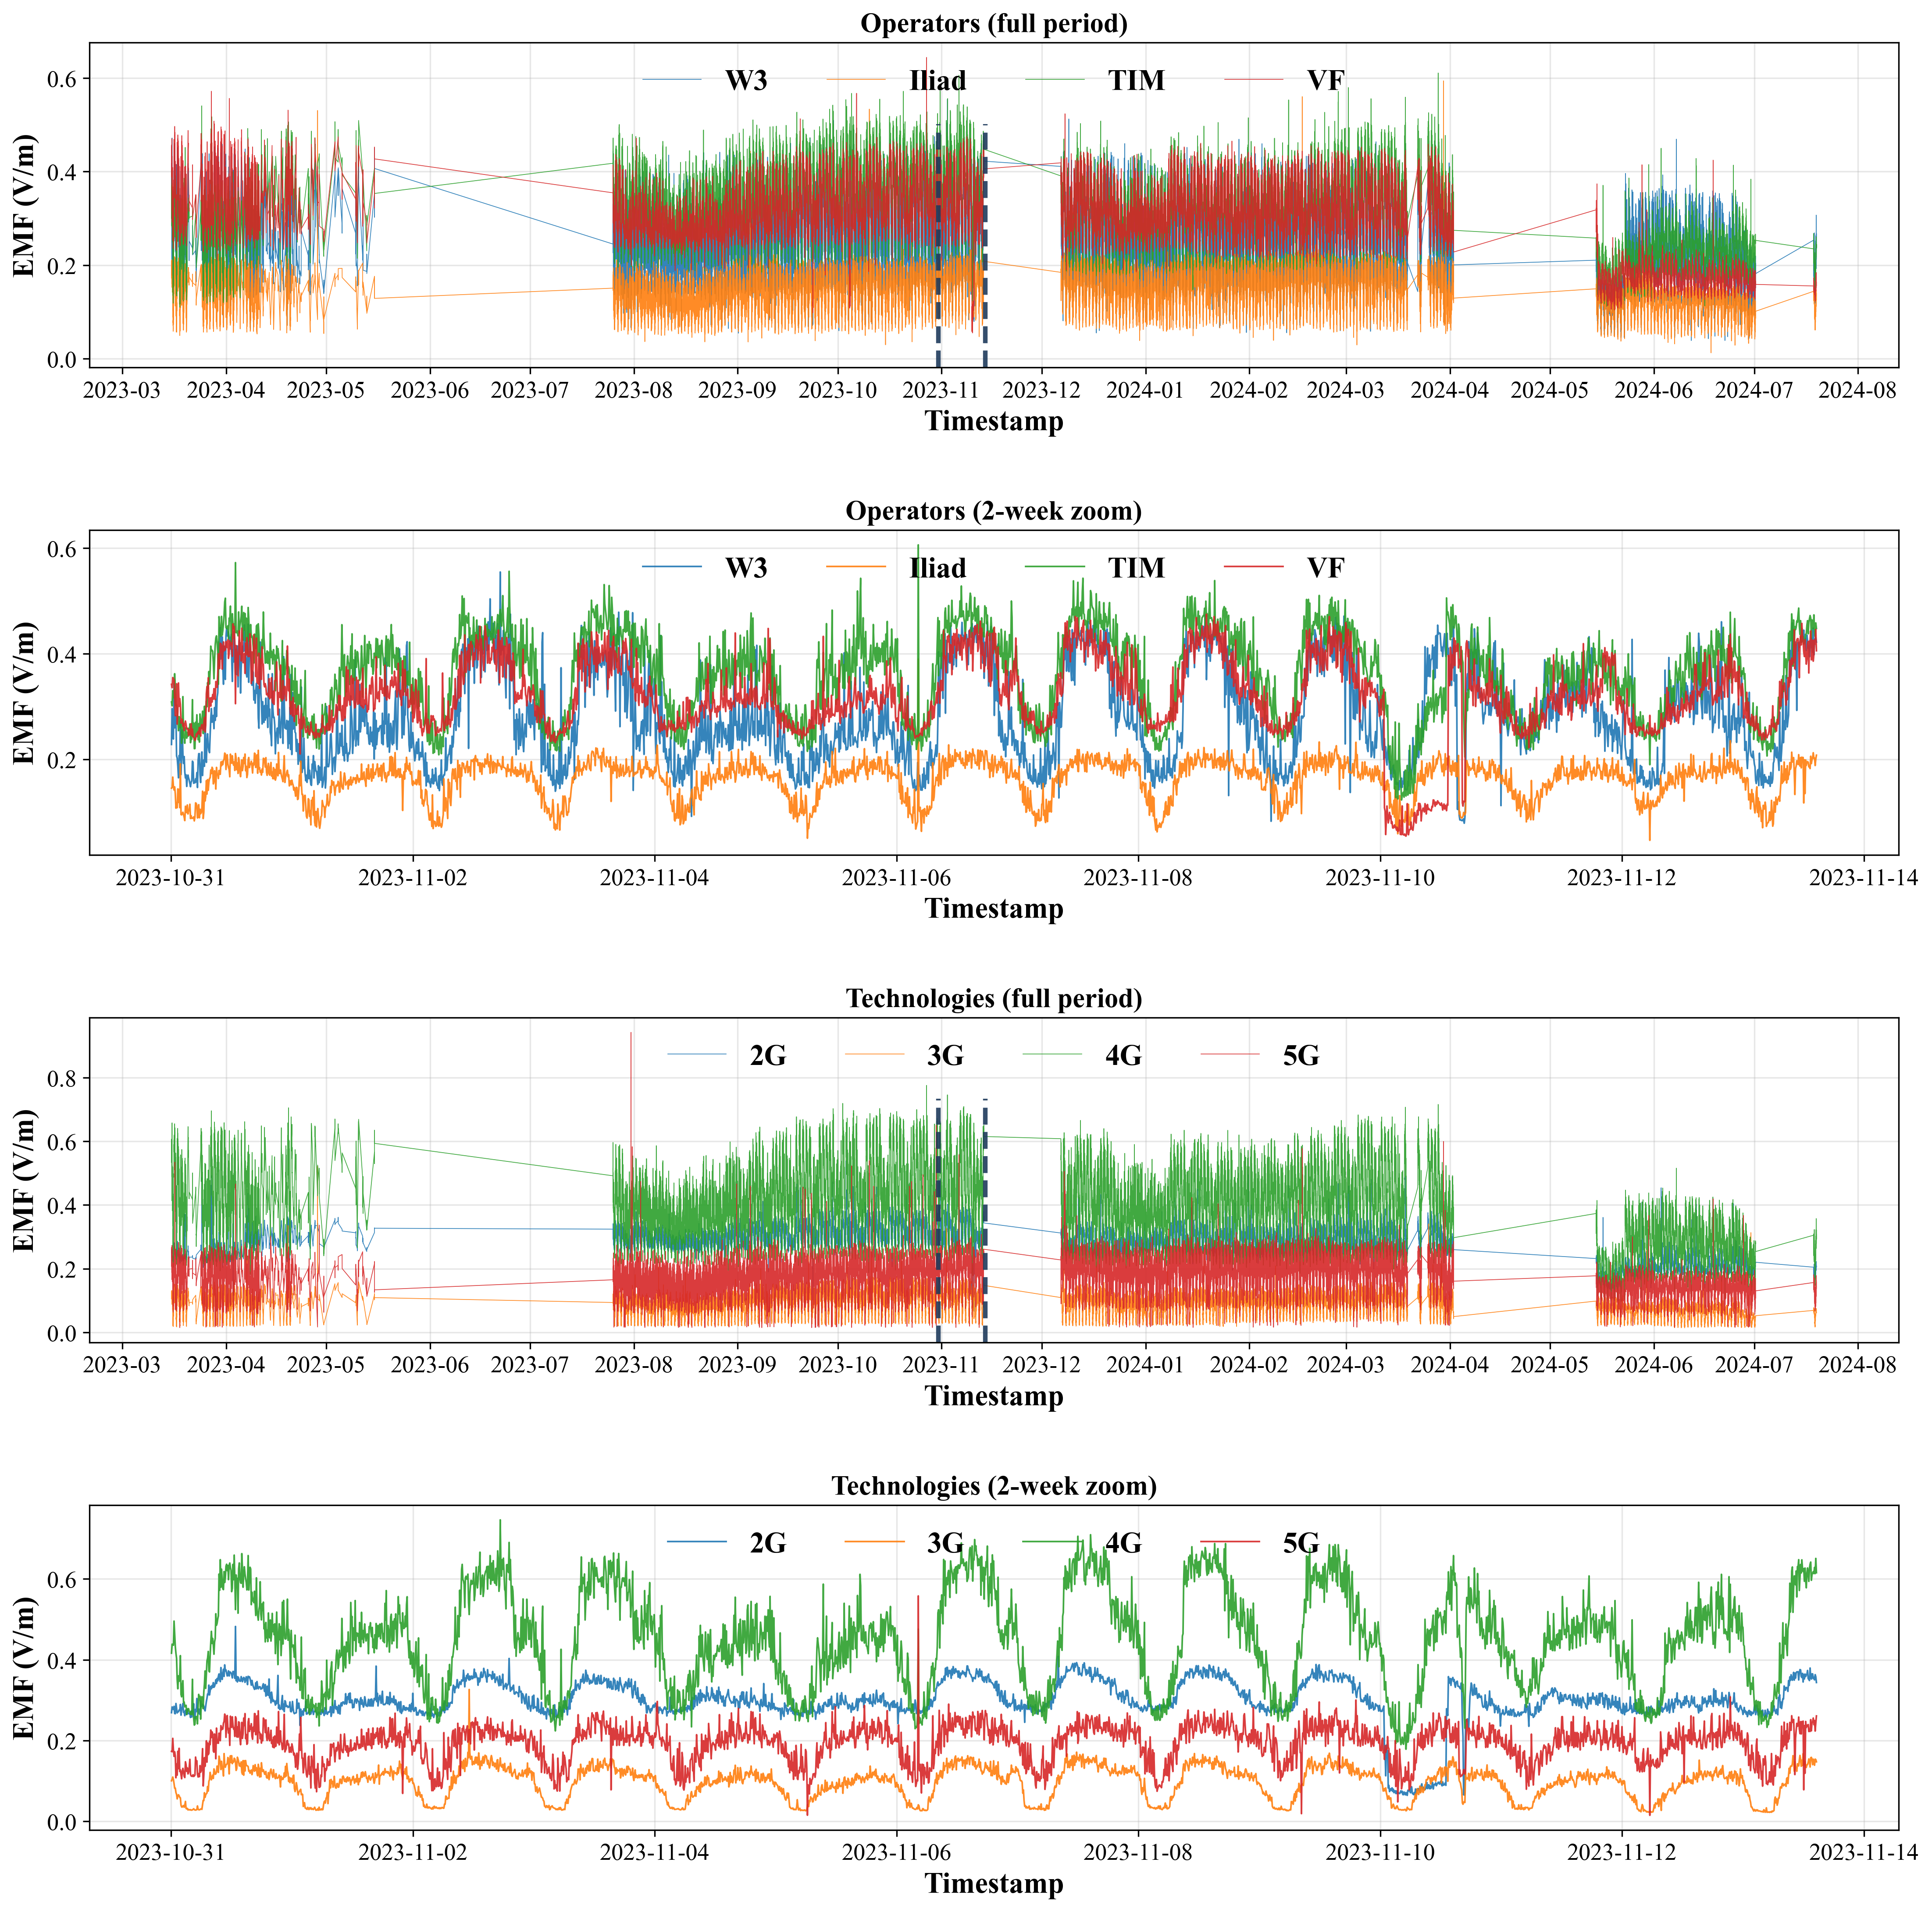 Operators (full period)
W3 Iliad TIM VF
EMF (V/m)
0.6
0.4
0.2
0.0
2023-03 2023-04 2023-05 2023-06 2023-07 2023-08 2023-09 2023-10 2023-11 2023-12 2024-01 2024-02 2024-03 2024-04 2024-05 2024-06 2024-07 2024-08
Timestamp
Operators (2-week zoom)
W3 Iliad TIM VF
EMF (V/m)
0.6
0.4
0.2
2023-10-31 2023-11-02 2023-11-04 2023-11-06 2023-11-08 2023-11-10 2023-11-12 2023-11-14
Timestamp
Technologies (full period)
2G 3G 4G 5G
EMF (V/m)
0.8
0.6
0.4
0.2
0.0
2023-03 2023-04 2023-05 2023-06 2023-07 2023-08 2023-09 2023-10 2023-11 2023-12 2024-01 2024-02 2024-03 2024-04 2024-05 2024-06 2024-07 2024-08
Timestamp
Technologies (2-week zoom)
2G 3G 4G 5G
EMF (V/m)
0.6
0.4
0.2
0.0
2023-10-31 2023-11-02 2023-11-04 2023-11-06 2023-11-08 2023-11-10 2023-11-12 2023-11-14
Timestamp